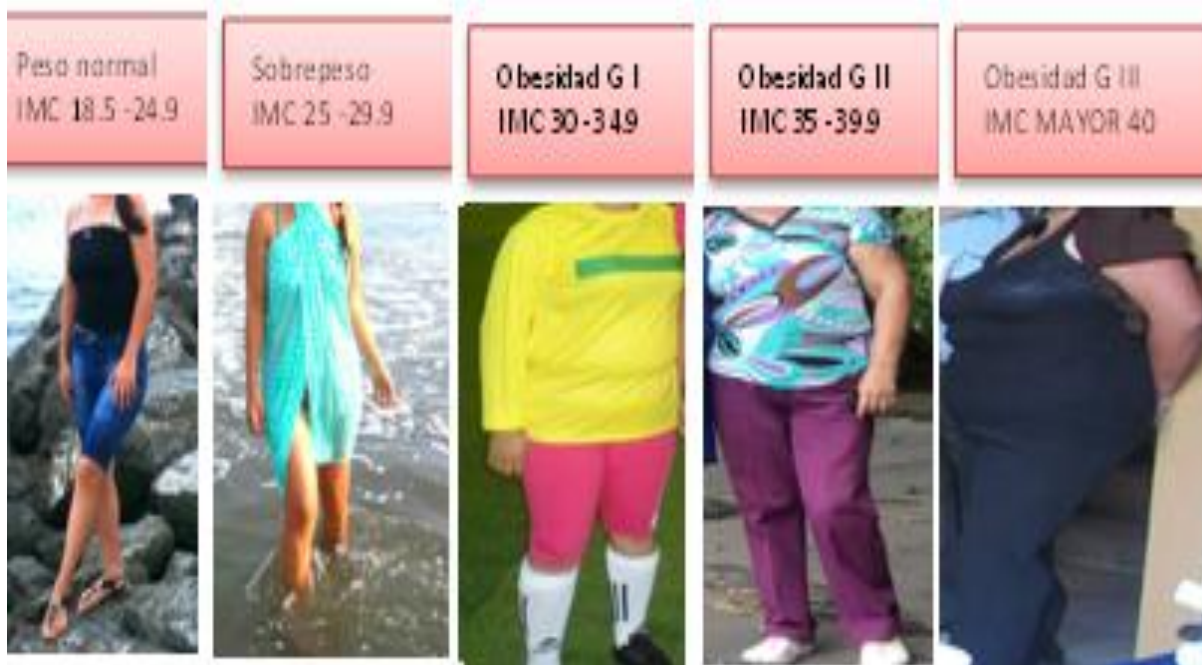 Peso normal
IMC 18.5 -24.9
Sobrepeso
IMC 25 -29.9
Obesidad G I
IMC 30 -34.9
Obesidad G II
IMC 35 -39.9
Obesidad G III
IMC MAYOR 40